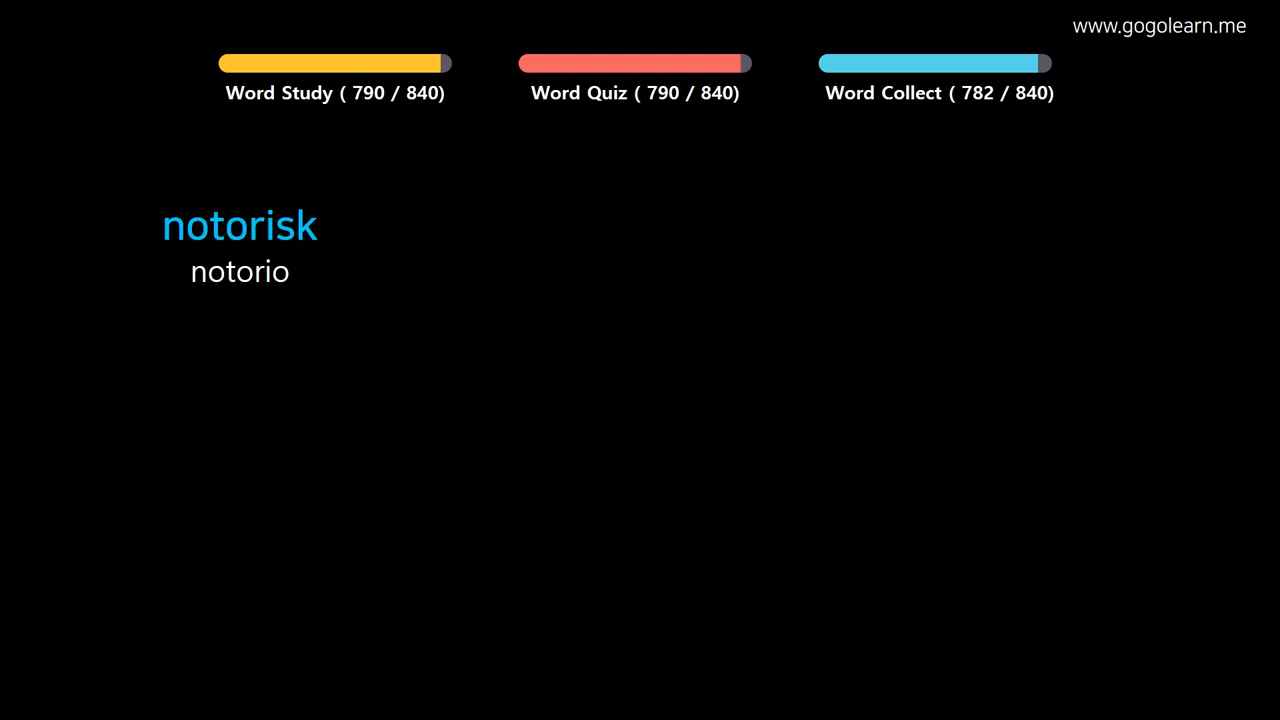 www.gogolearn.me
Word Study ( 790 / 840)
Word Quiz ( 790 / 840)
Word Collect ( 782 / 840)
notorisk
notorio